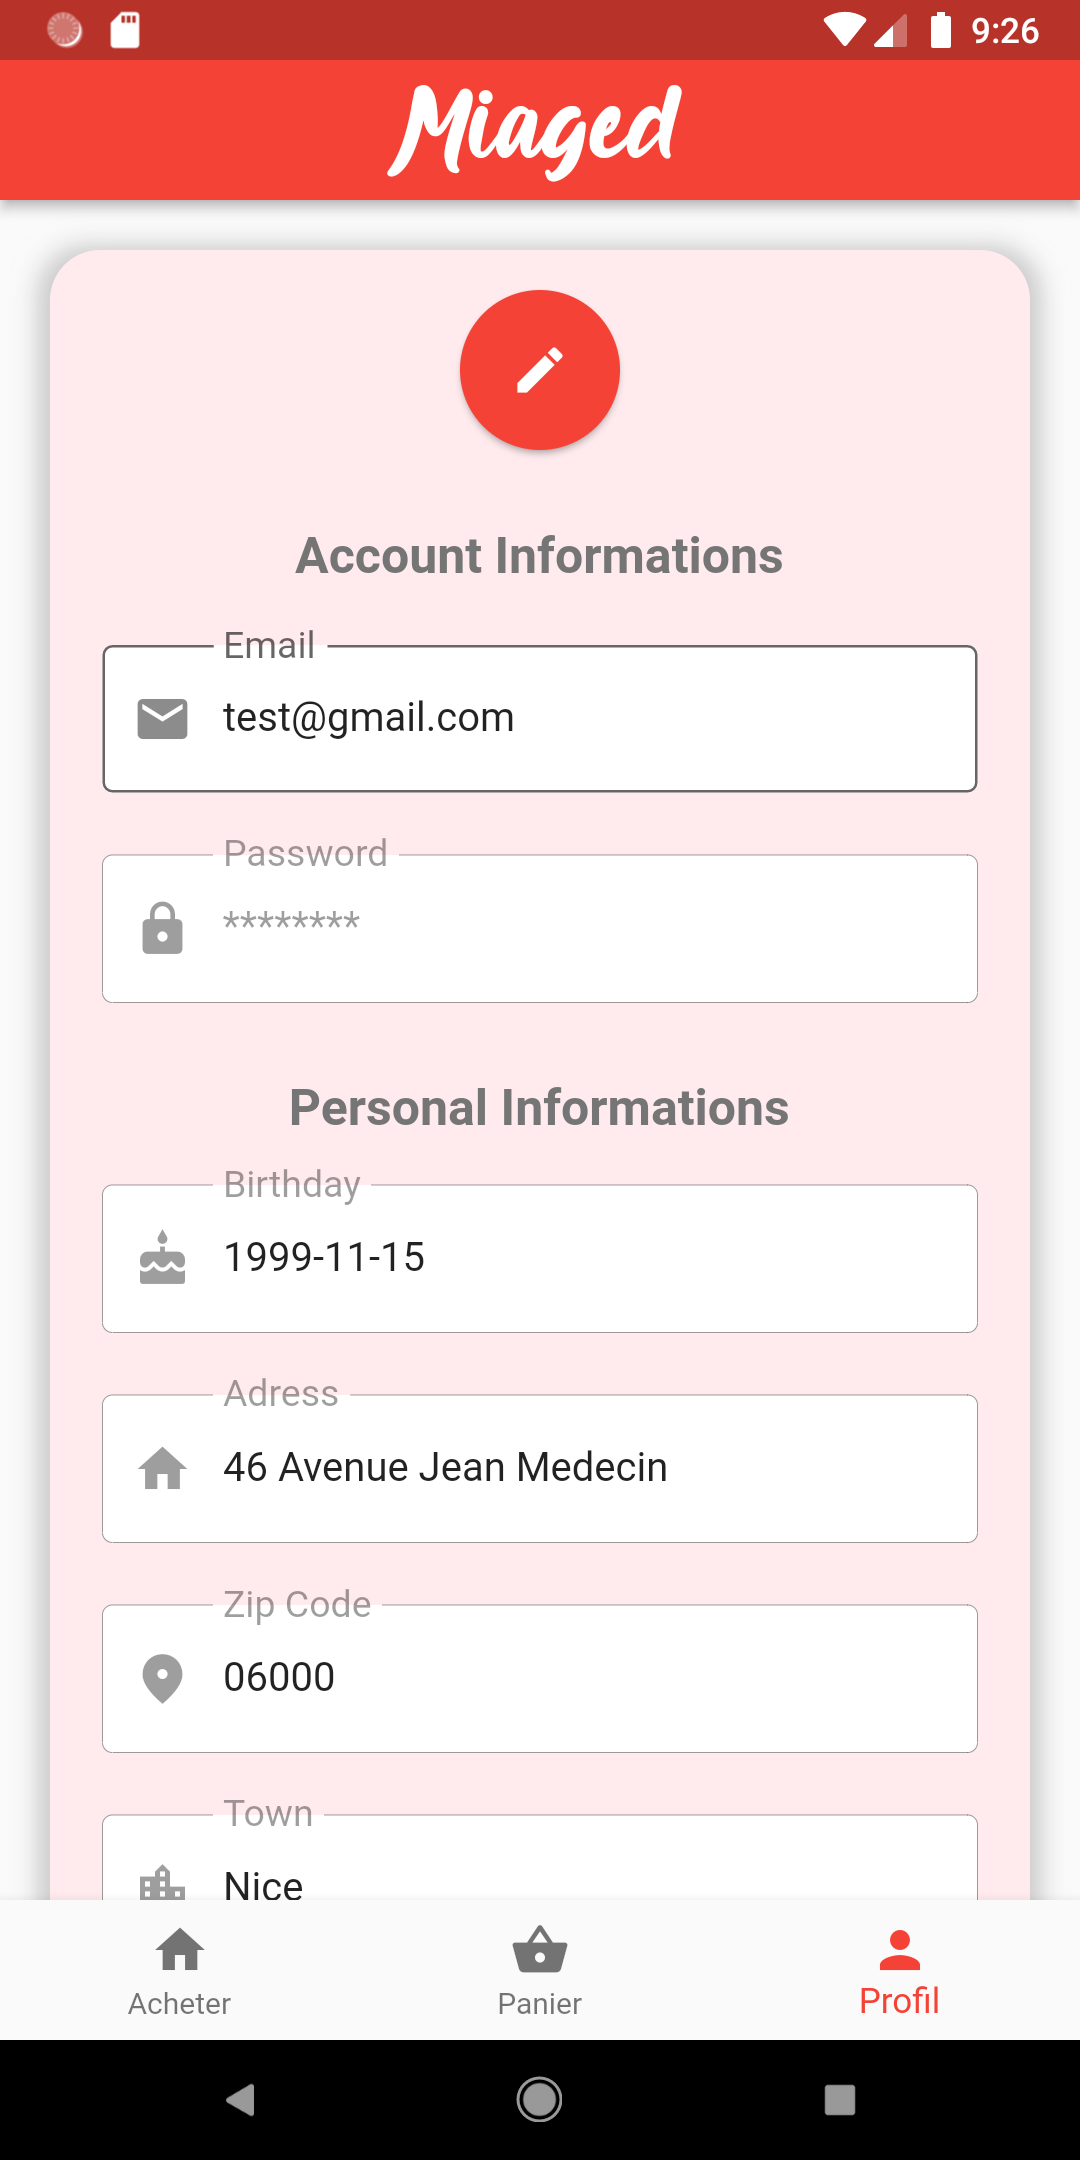 9:26
Miaged
Account Informations
Email
test@gmail.com
Password
********
Personal Informations
Birthday
1999-11-15
Adress
46 Avenue Jean Medecin
Zip Code
06000
Town
Nice
Acheter
Panier
Profil